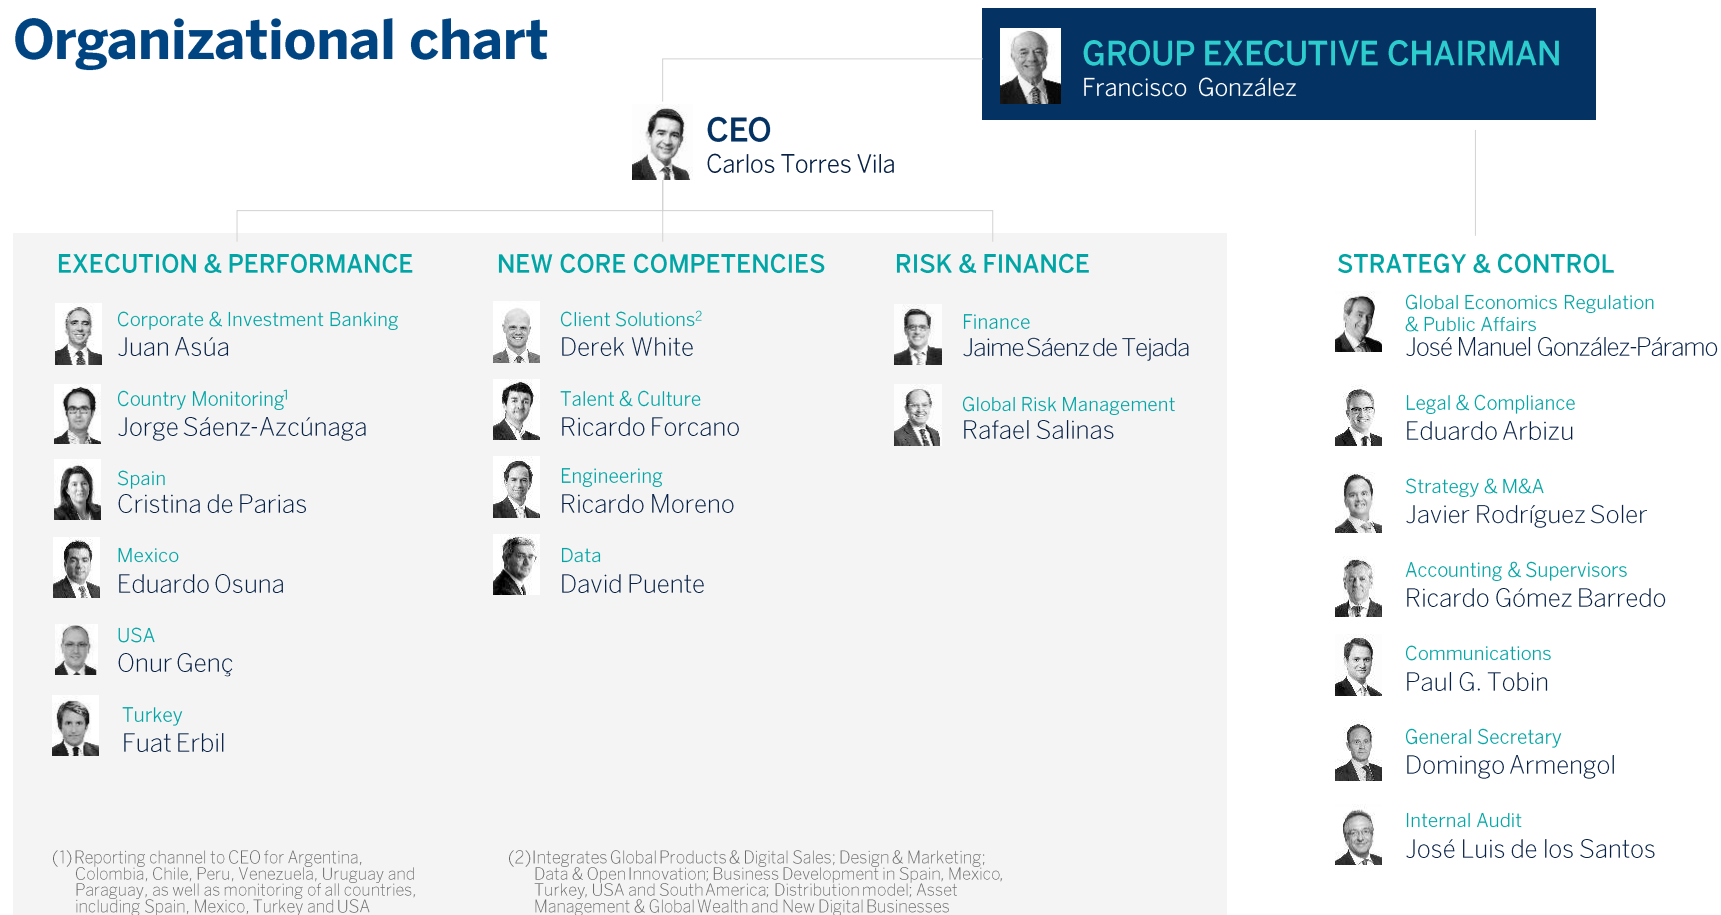 Organizational chart
GROUP EXECUTIVE CHAIRMAN
Francisco González
CEO
Carlos Torres Vila
EXECUTION & PERFORMANCE
Corporate & Investment Banking
Juan Asúa
Country Monitoring¹
Jorge Sáenz-Azcúnaga
Spain
Cristina de Parias
Mexico
Eduardo Osuna
USA
Onur Genç
Turkey
Fuat Erbil
(1) Reporting channel to CEO for Argentina,
Colombia, Chile, Peru, Venezuela, Uruguay and
Paraguay, as well as monitoring of all countries,
including Spain, Mexico, Turkey and USA
NEW CORE COMPETENCIES
Client Solutions²
Derek White
Talent & Culture
Ricardo Forcano
Engineering
Ricardo Moreno
Data
David Puente
(2) Integrates Global Products & Digital Sales; Design & Marketing;
Data & Open Innovation; Business Development in Spain, Mexico,
Turkey, USA and South America; Distribution model; Asset
Management & Global Wealth and New Digital Businesses
RISK & FINANCE
Finance
Jaime Sáenz de Tejada
Global Risk Management
Rafael Salinas
STRATEGY & CONTROL
Global Economics Regulation
& Public Affairs
José Manuel González-Páramo
Legal & Compliance
Eduardo Arbizu
Strategy & M&A
Javier Rodríguez Soler
Accounting & Supervisors
Ricardo Gómez Barredo
Communications
Paul G. Tobin
General Secretary
Domingo Armengol
Internal Audit
José Luis de los Santos